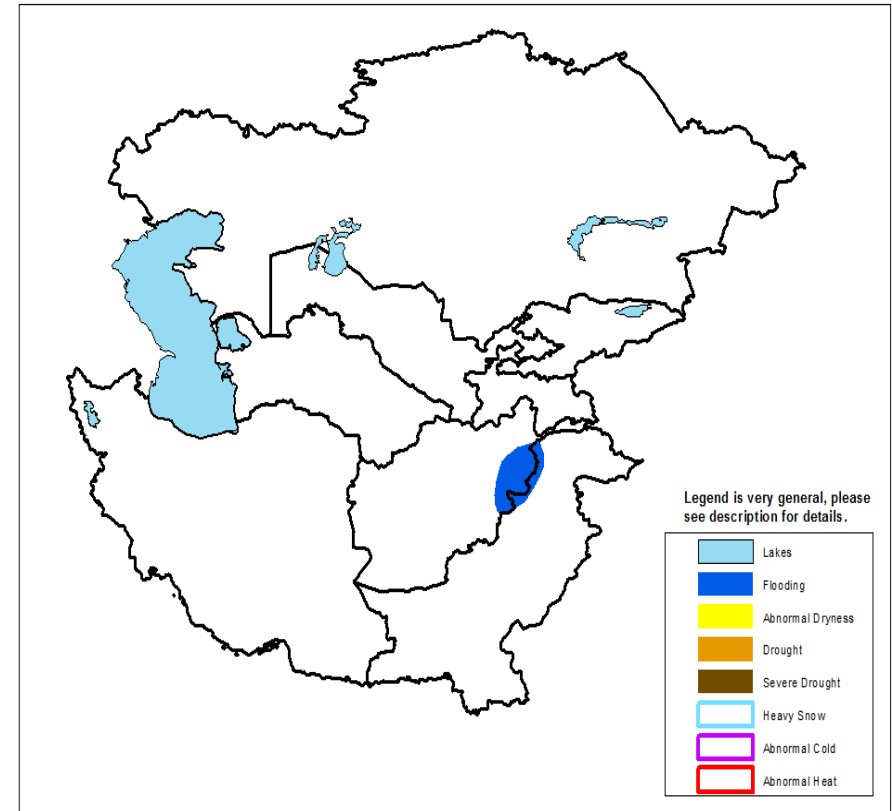 Legend is very general, please
see description for details.
Lakes
Flooding
Abnormal Dryness
Drought
Severe Drought
Heavy Snow
Abnormal Cold
Abnormal Heat